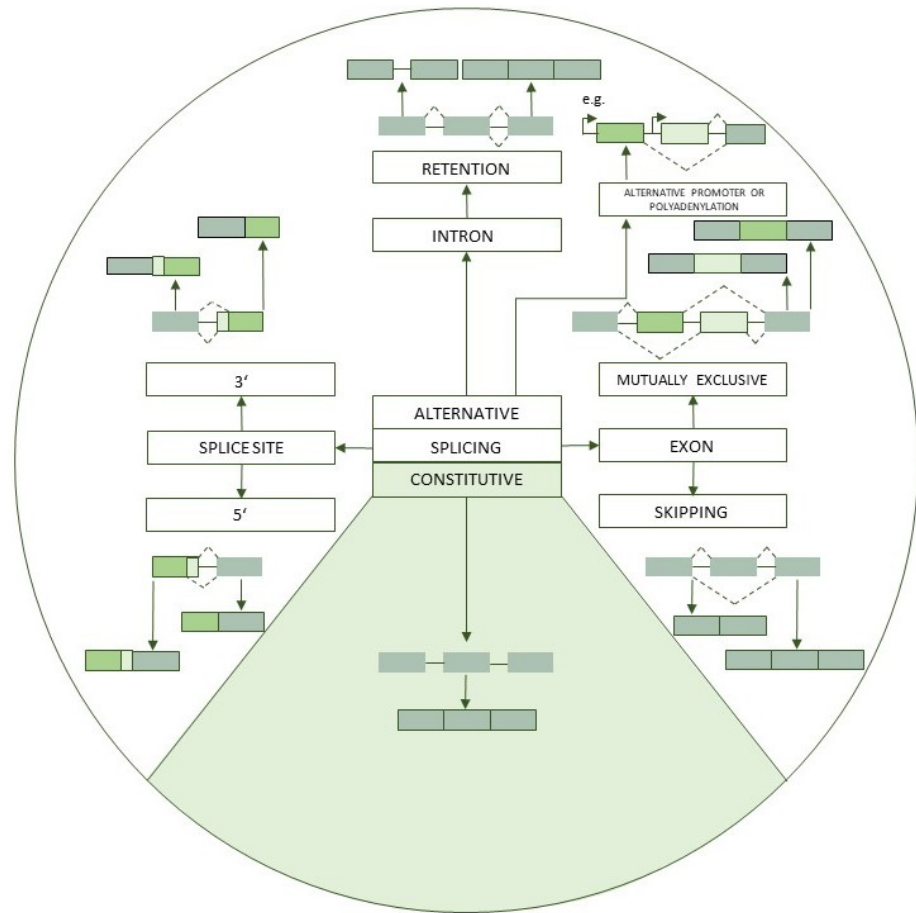 e.g.
RETENTION
ALTERNATIVE PROMOTER OR
POLYADENYLATION
INTRON
3‘
MUTUALLY EXCLUSIVE
ALTERNATIVE
SPLICE SITE
SPLICING
EXON
CONSTITUTIVE
5‘
SKIPPING